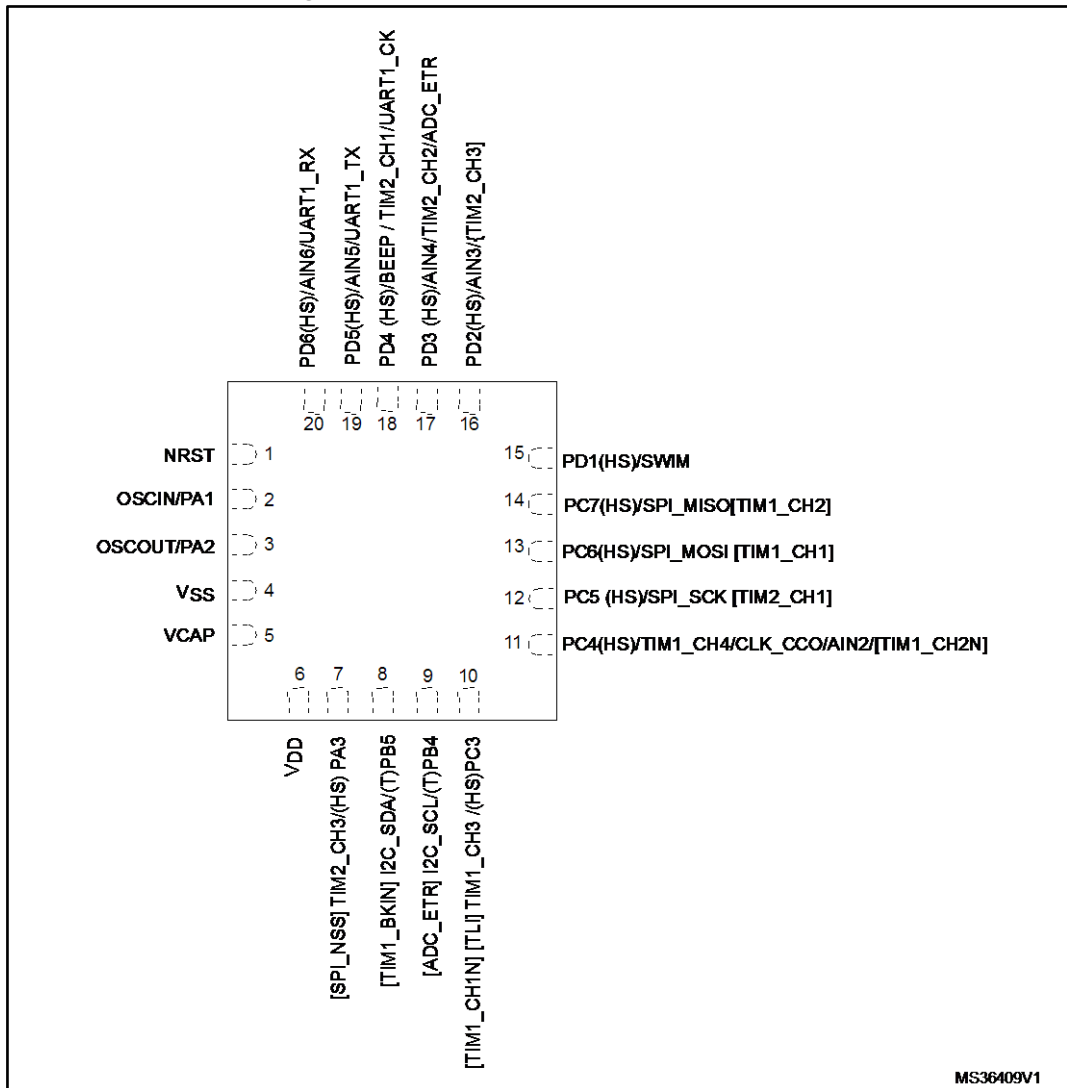 PD6(HS)/AIN6/UART1_RX
PD5(HS)/AIN5/UART1_TX
PD4 (HS)/BEEP / TIM2_CH1/UART1_CK
PD3 (HS)/AIN4/TIM2_CH2/ADC_ETR
PD2(HS)/AIN3/{TIM2_CH3]
20 19 18 17 16
NRST 1
OSCIN/PA1 2
OSCOUT/PA2 3
VSS 4
VCAP 5
15 PD1(HS)/SWIM
14 PC7(HS)/SPI_MISO[TIM1_CH2]
13 PC6(HS)/SPI_MOSI [TIM1_CH1]
12 PC5 (HS)/SPI_SCK [TIM2_CH1]
11 PC4(HS)/TIM1_CH4/CLK_CCO/AIN2/[TIM1_CH2N]
6 7 8 9 10
VDD
[SPI_NSS] TIM2_CH3/(HS) PA3
[TIM1_BKIN] I2C_SDA/(T)PB5
[ADC_ETR] I2C_SCL/(T)PB4
[TIM1_CH1N] [TLI] TIM1_CH3 /(HS)PC3
MS36409V1